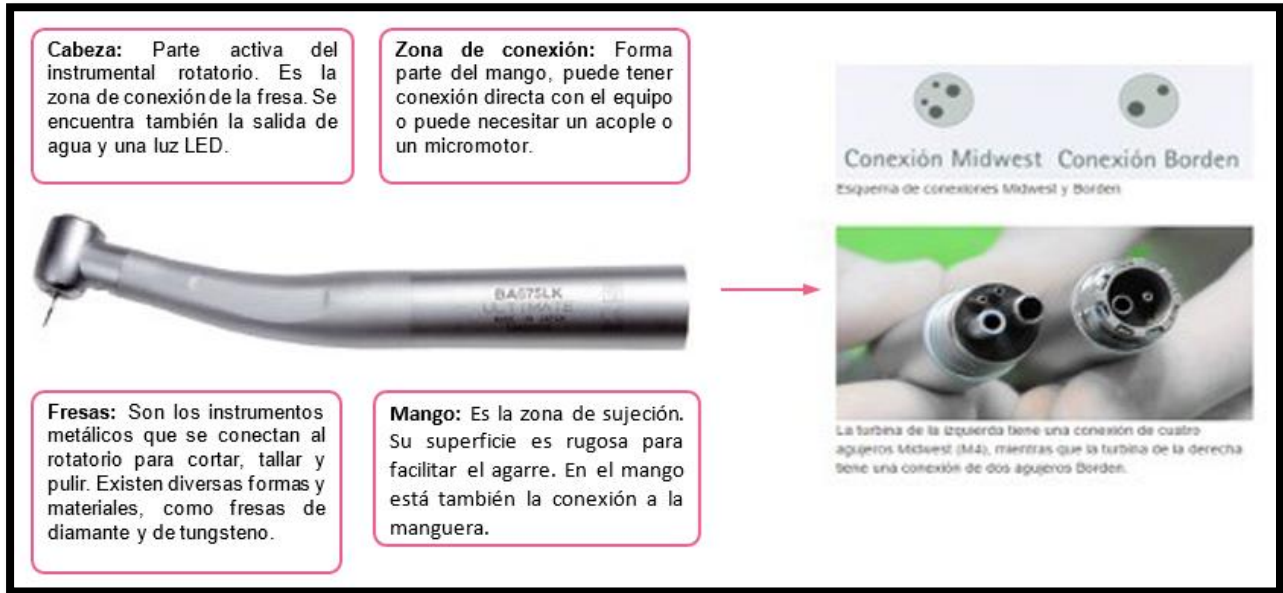 Cabeza: Parte activa del
instrumental rotatorio. Es la
zona de conexión de la fresa. Se
encuentra también la salida de
agua y una luz LED.
Zona de conexión: Forma
parte del mango, puede tener
conexión directa con el equipo
o puede necesitar un acople o
un micromotor.
Conexión Midwest Conexión Borden
Esquema de conexiones Midwest y Borden
BA675LK
ULTIMATE
MADE IN JAPAN
La turbina de la izquierda tiene una conexión de cuatro
agujeros Midwest (M4), mientras que la turbina de la derecha
tiene una conexión de dos agujeros Borden.
Fresas: Son los instrumentos
metálicos que se conectan al
rotatorio para cortar, tallar y
pulir. Existen diversas formas y
materiales, como fresas de
diamante y de tungsteno.
Mango: Es la zona de sujeción.
Su superficie es rugosa para
facilitar el agarre. En el mango
está también la conexión a la
manguera.